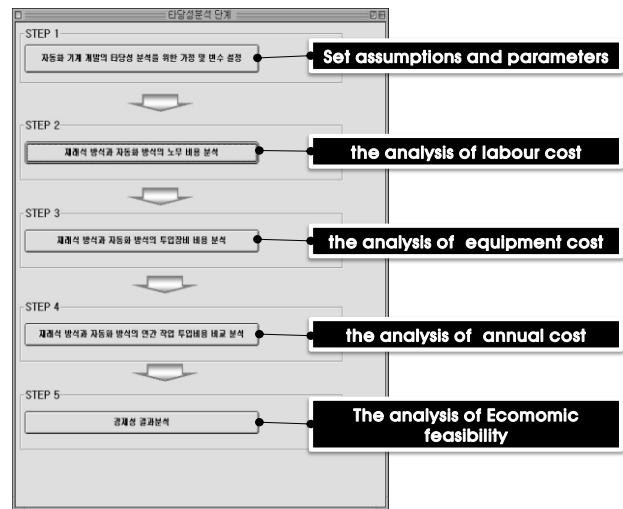 타당성분석 단계
STEP 1
자동화 기계 개발의 타당성 분석을 위한 가정 및 변수 설정
Set assumptions and parameters
STEP 2
재래식 방식과 자동화 방식의 노무 비용 분석
the analysis of labour cost
STEP 3
재래식 방식과 자동화 방식의 투입장비 비용 분석
the analysis of equipment cost
STEP 4
재래식 방식과 자동화 방식의 연간 작업 투입비용 비교 분석
the analysis of annual cost
STEP 5
경제성 결과분석
The analysis of Ecomomic
feasibility